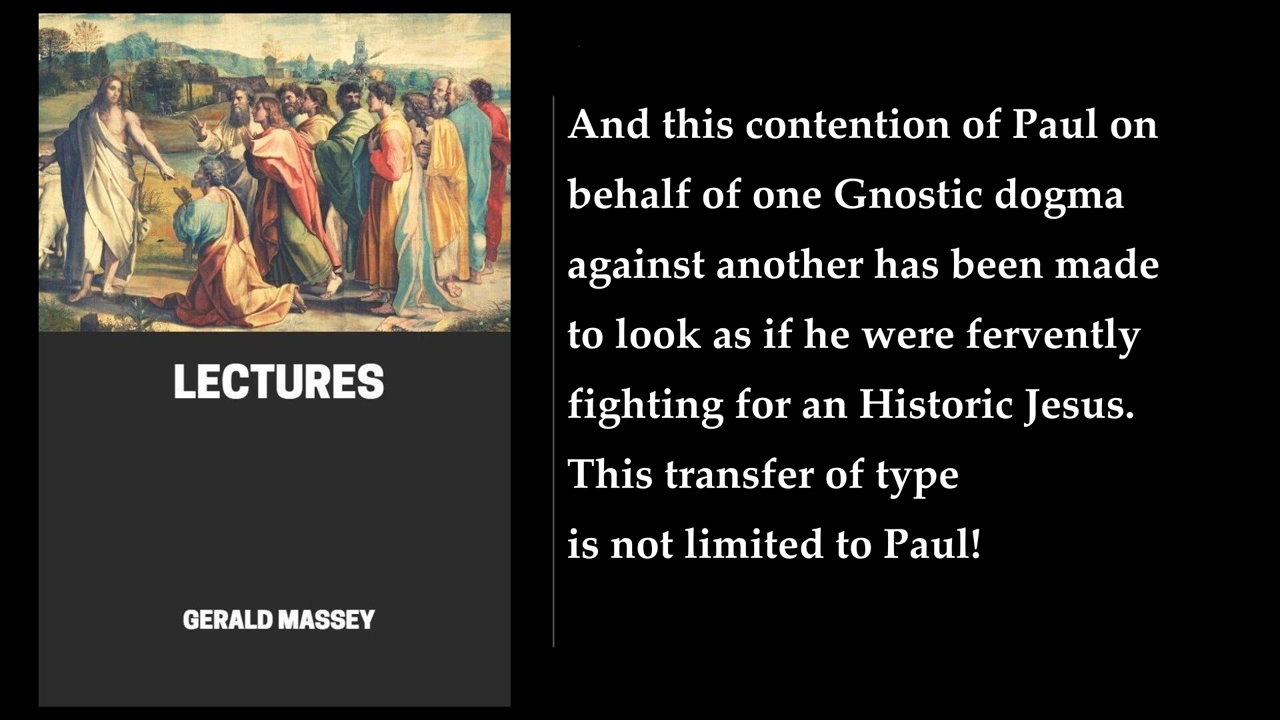 LECTURES
GERALD MASSEY
And this contention of Paul on
behalf of one Gnostic dogma
against another has been made
to look as if he were fervently
fighting for an Historic Jesus.
This transfer of type
is not limited to Paul!